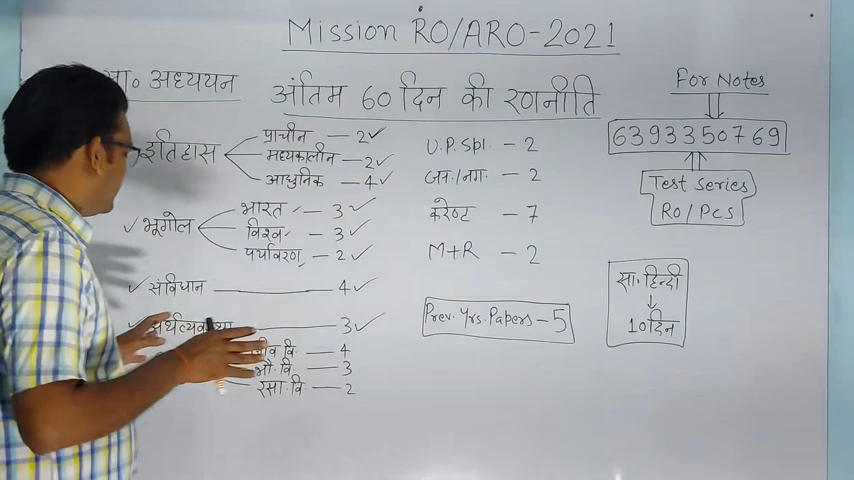 Mission RO/ARO-2021
सा० अध्ययन
अंतिम 60 दिन की रणनीति
इतिहास
प्राचीन — 2 ✓
मध्यकालीन — 2 ✓
आधुनिक — 4 ✓
✓ भूगोल
भारत ✓ — 3 ✓
विश्व ✓ — 3 ✓
पर्यावरण — 2 ✓
✓ संविधान — 4 ✓
✓ अर्थव्यवस्था — 3 ✓
जीव वि. — 4
भौ. वि. — 3
रसा. वि — 2
U.P. Spl. - 2
जन./नग. - 2
करेण्ट - 7
M+R - 2
Prev. Yrs. Papers - 5
For Notes
6393350769
Test Series
RO/PCS
सा. हिन्दी
↓
10 दिन